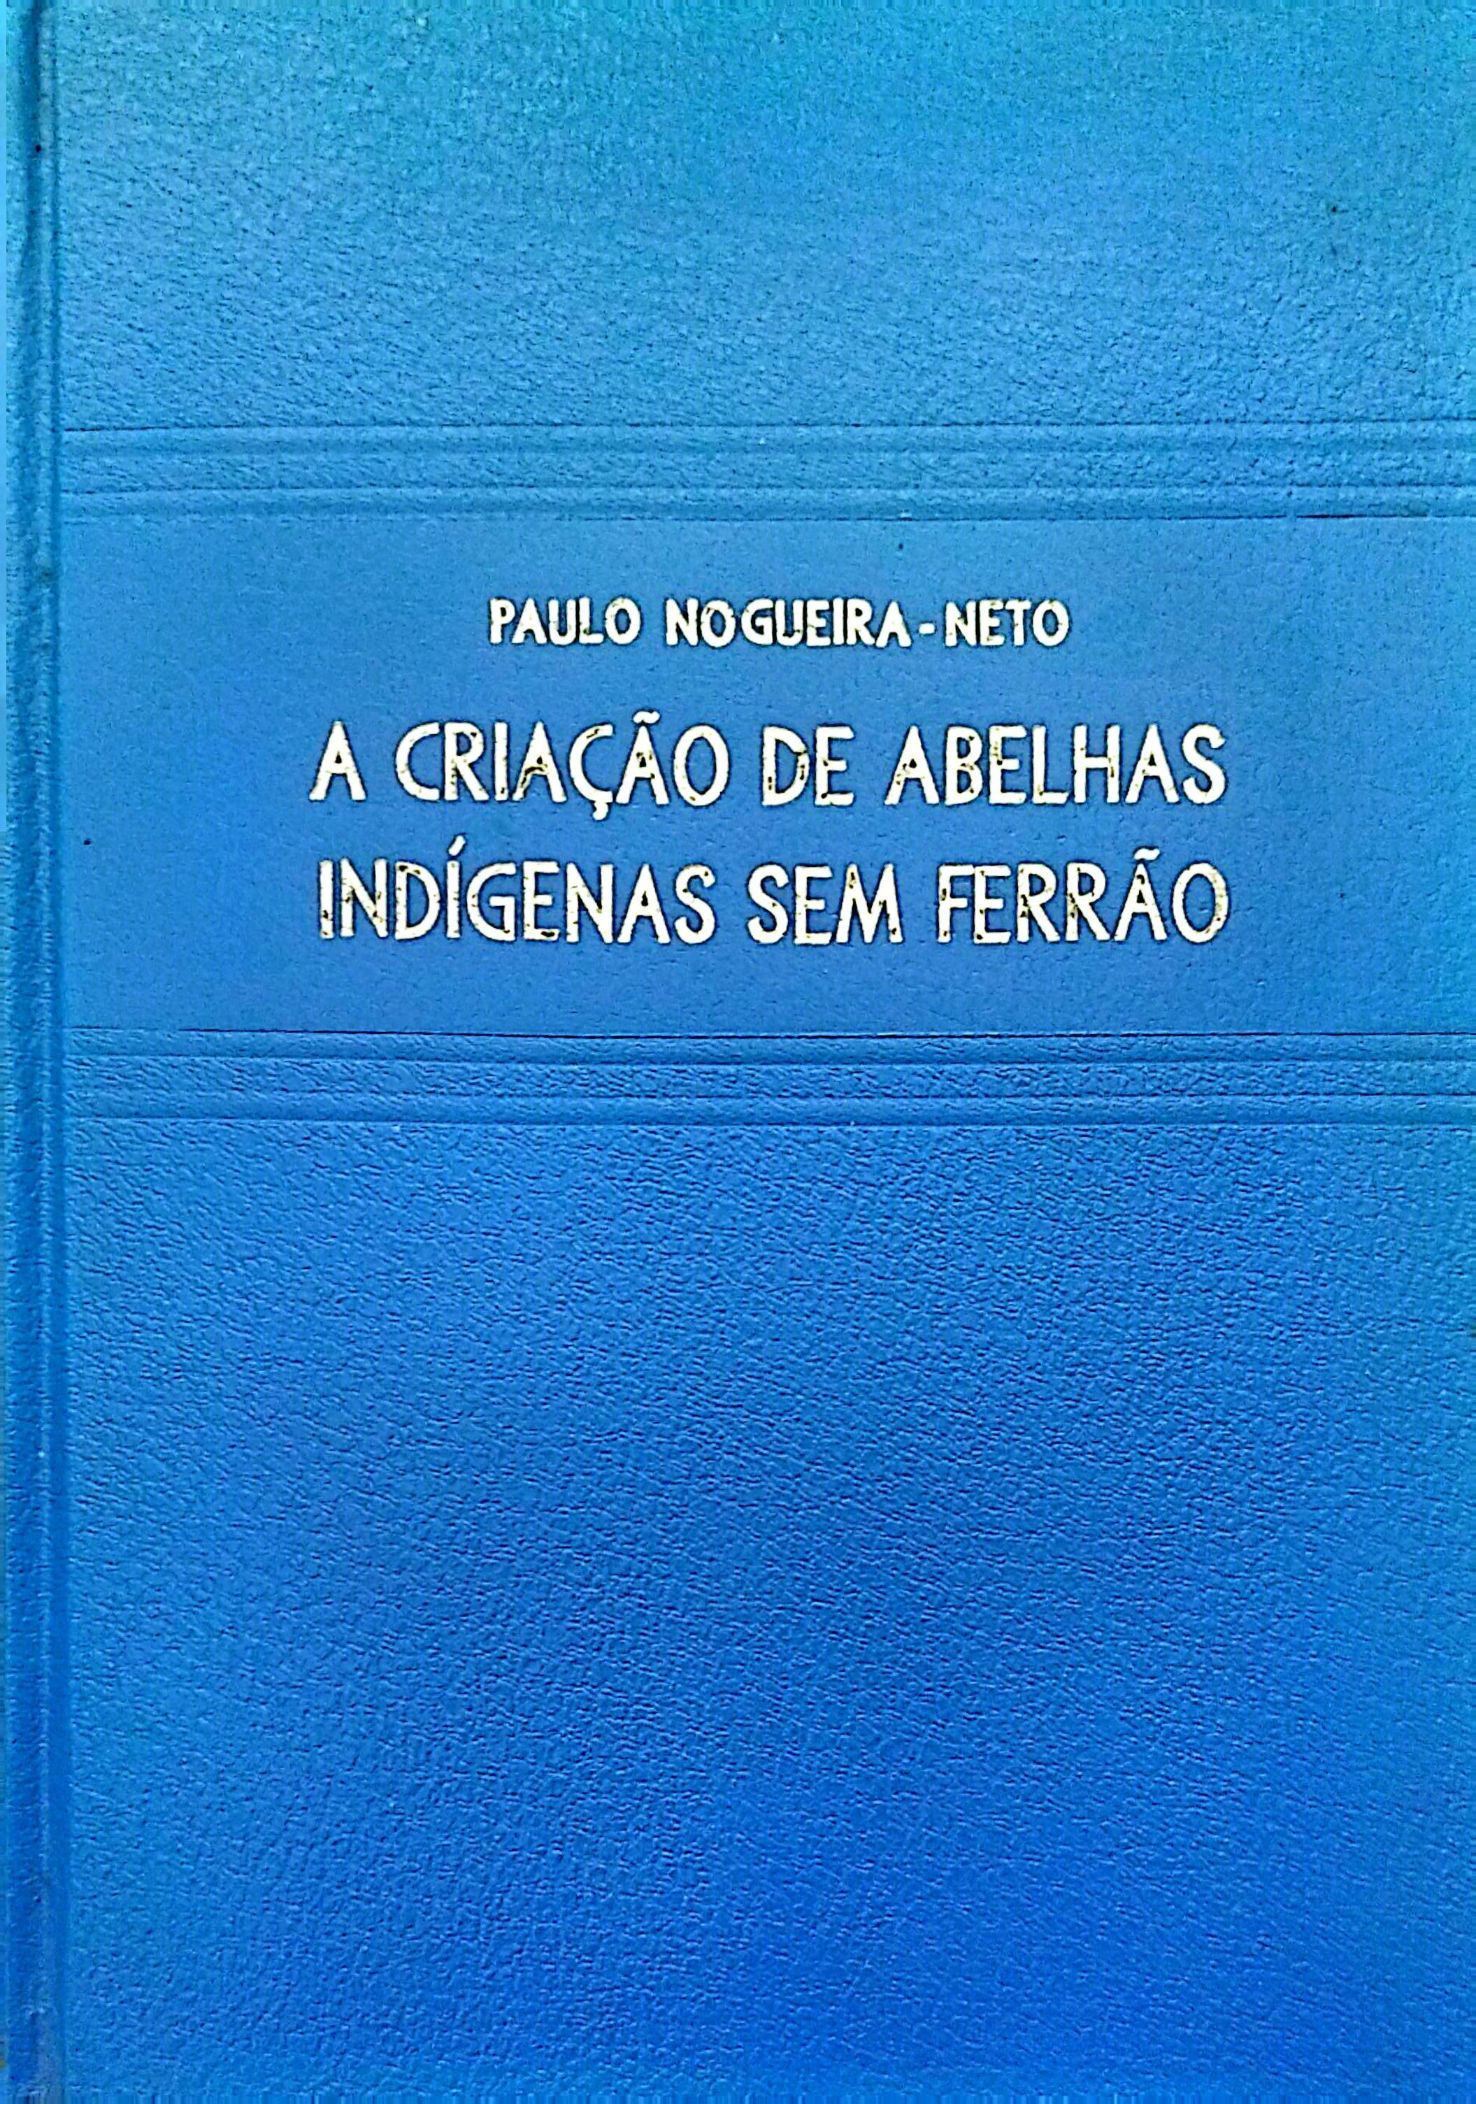 PAULO NOGUEIRA-NETO
A CRIAÇÃO DE ABELHAS
INDÍGENAS SEM FERRÃO